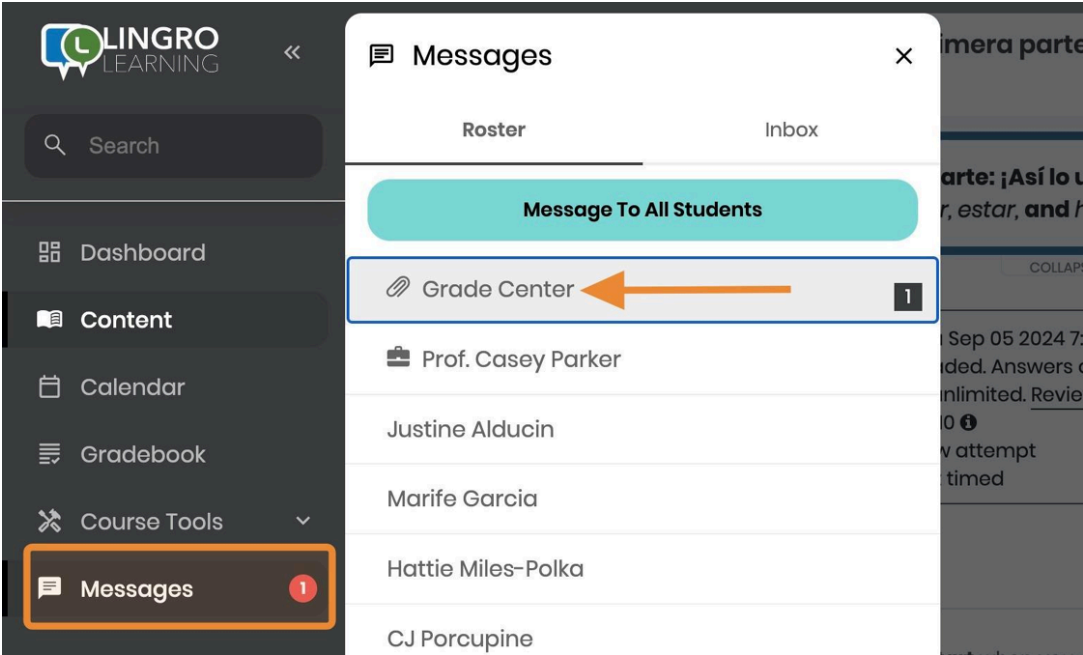 LINGRO
LEARNING
Search
Dashboard
Content
Calendar
Gradebook
Course Tools
Messages 1
Messages
Roster Inbox
Message To All Students
Grade Center 1
Prof. Casey Parker
Justine Alducin
Marife Garcia
Hattie Miles-Polka
CJ Porcupine
imera parte
arte: ¡Así lo u
r, estar, and h
COLLAPS
Sep 05 2024 7:
ded. Answers
nlimited. Revie
attempt
timed